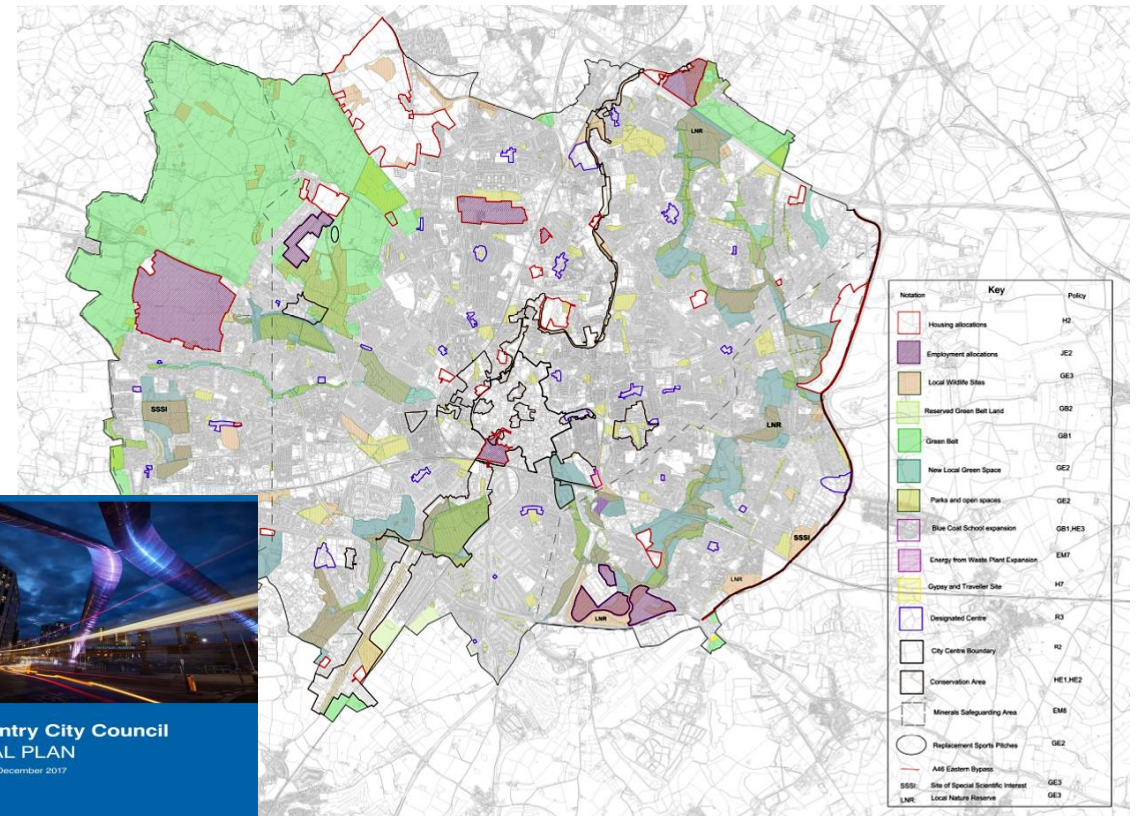 LNR
SSSI
LNR
SSSI
LNR
LNR
Key
Notation
Policy
Housing allocations H2
Employment allocations JE2
Local Wildlife Sites GE3
Reserved Green Belt Land GB2
Green Belt GB1
New Local Green Space GE2
Parks and open spaces GE2
Blue Coat School expansion GB1,HE3
Energy from Waste Plant Expansion EM7
Gypsy and Traveller Site H7
Designated Centre R3
City Centre Boundary R2
Conservation Area HE1,HE2
Minerals Safeguarding Area EM8
Replacement Sports Pitches GE2
A46 Eastern Bypass
SSSI: Site of Special Scientific Interest GE3
LNR: Local Nature Reserve GE3
ntry City Council
AL PLAN
December 2017